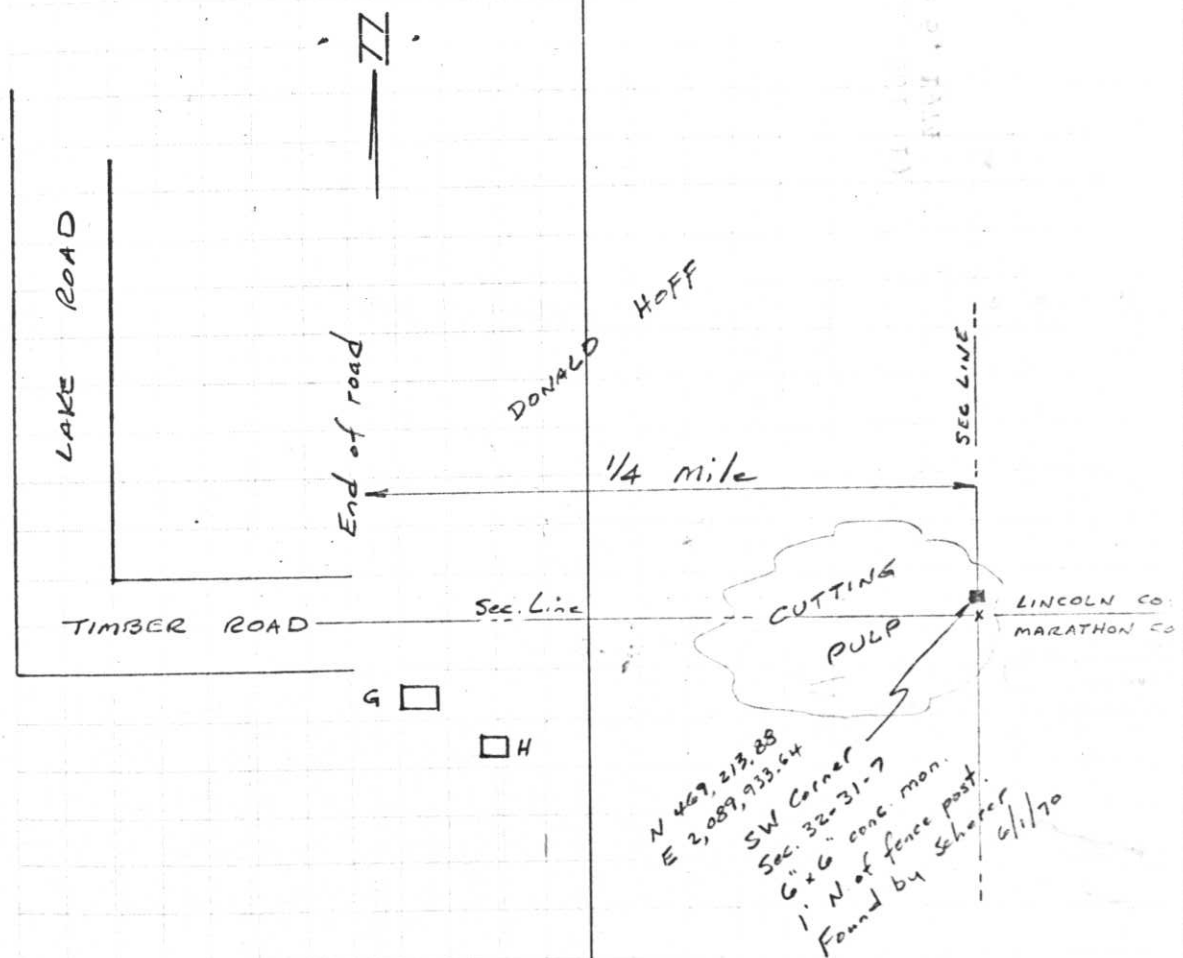 N
LAKE ROAD
End of road
DONALD HOFF
SEC LINE
1/4 mile
CUTTING
PULP
LINCOLN CO.
MARATHON CO
TIMBER ROAD
Sec. Line
G
H
N 469,213.88
E 2,089,933.64
SW Corner
Sec. 32-31-7
6" x 6" conc. mon.
1' N. of fence post.
Found by Scherer
6/1/70